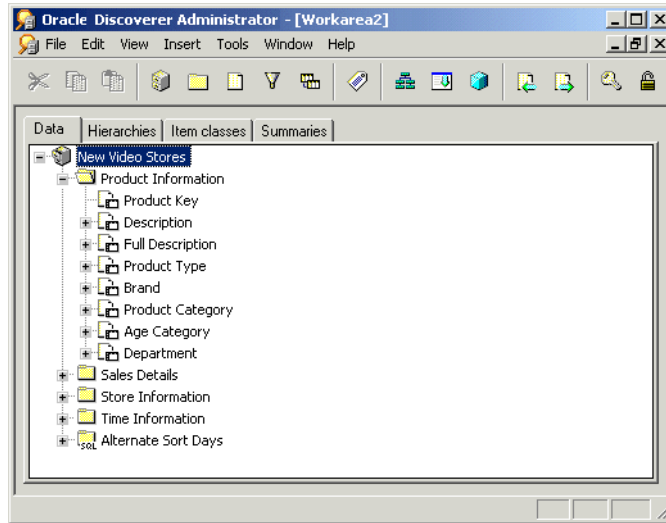 Oracle Discoverer Administrator - [Workarea2]
File Edit View Insert Tools Window Help
Data Hierarchies Item classes Summaries
New Video Stores
Product Information
Product Key
Description
Full Description
Product Type
Brand
Product Category
Age Category
Department
Sales Details
Store Information
Time Information
SQL Alternate Sort Days